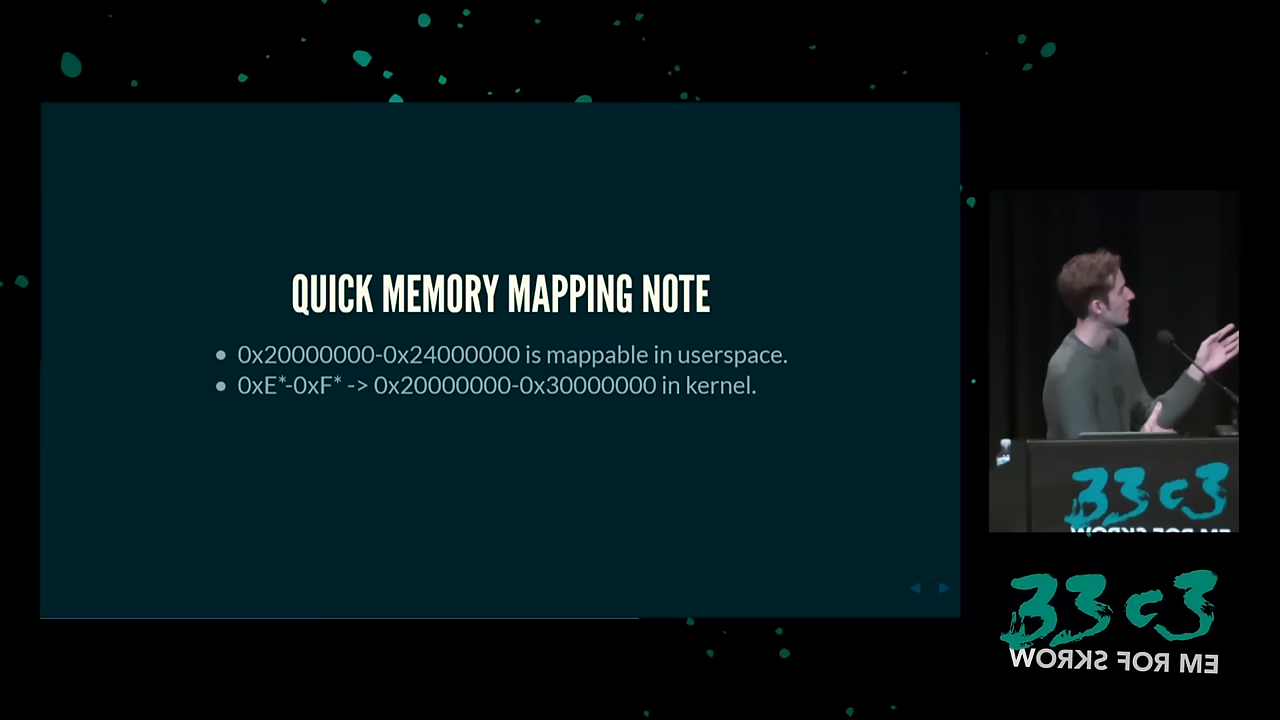 QUICK MEMORY MAPPING NOTE
0x20000000-0x24000000 is mappable in userspace.
0xE*-0xF* -> 0x20000000-0x30000000 in kernel.
33c3
33c3
WORKS FOR ME